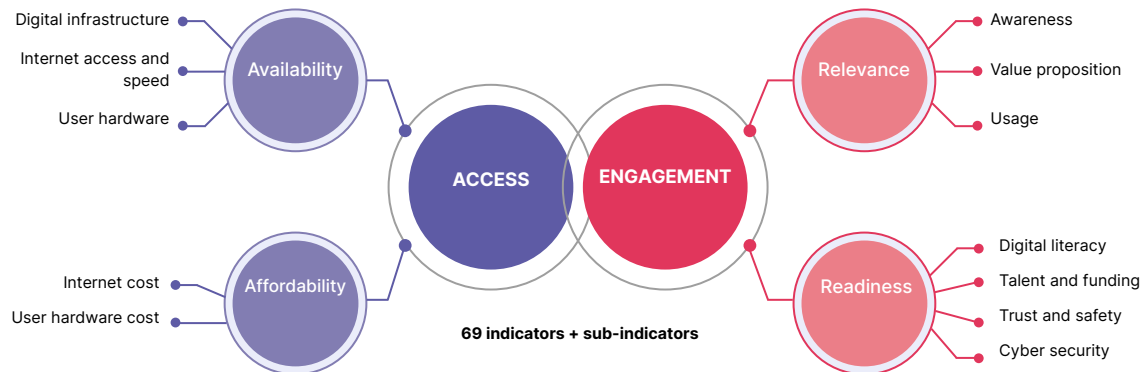 Digital infrastructure
Internet access and
speed
User hardware
Availability
Internet cost
User hardware cost
Affordability
ACCESS
ENGAGEMENT
69 indicators + sub-indicators
Relevance
Awareness
Value proposition
Usage
Readiness
Digital literacy
Talent and funding
Trust and safety
Cyber security